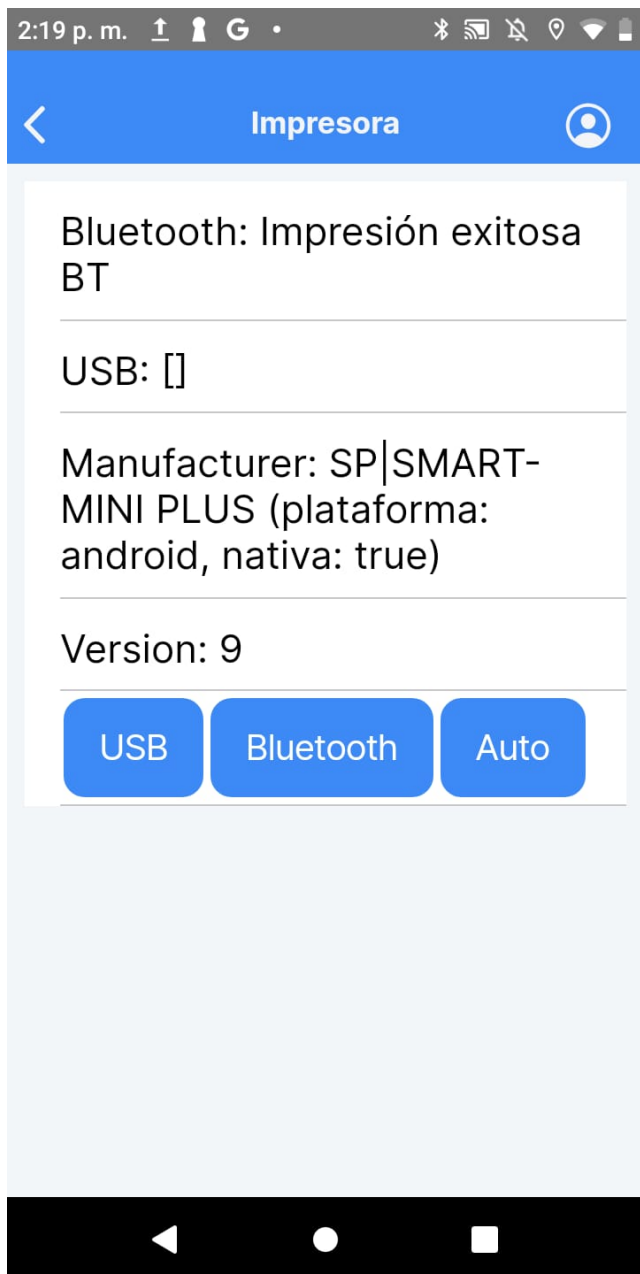 2:19 p. m. G
Impresora
Bluetooth: Impresión exitosa
BT
USB: []
Manufacturer: SP|SMART-
MINI PLUS (plataforma:
android, nativa: true)
Version: 9
USB Bluetooth Auto